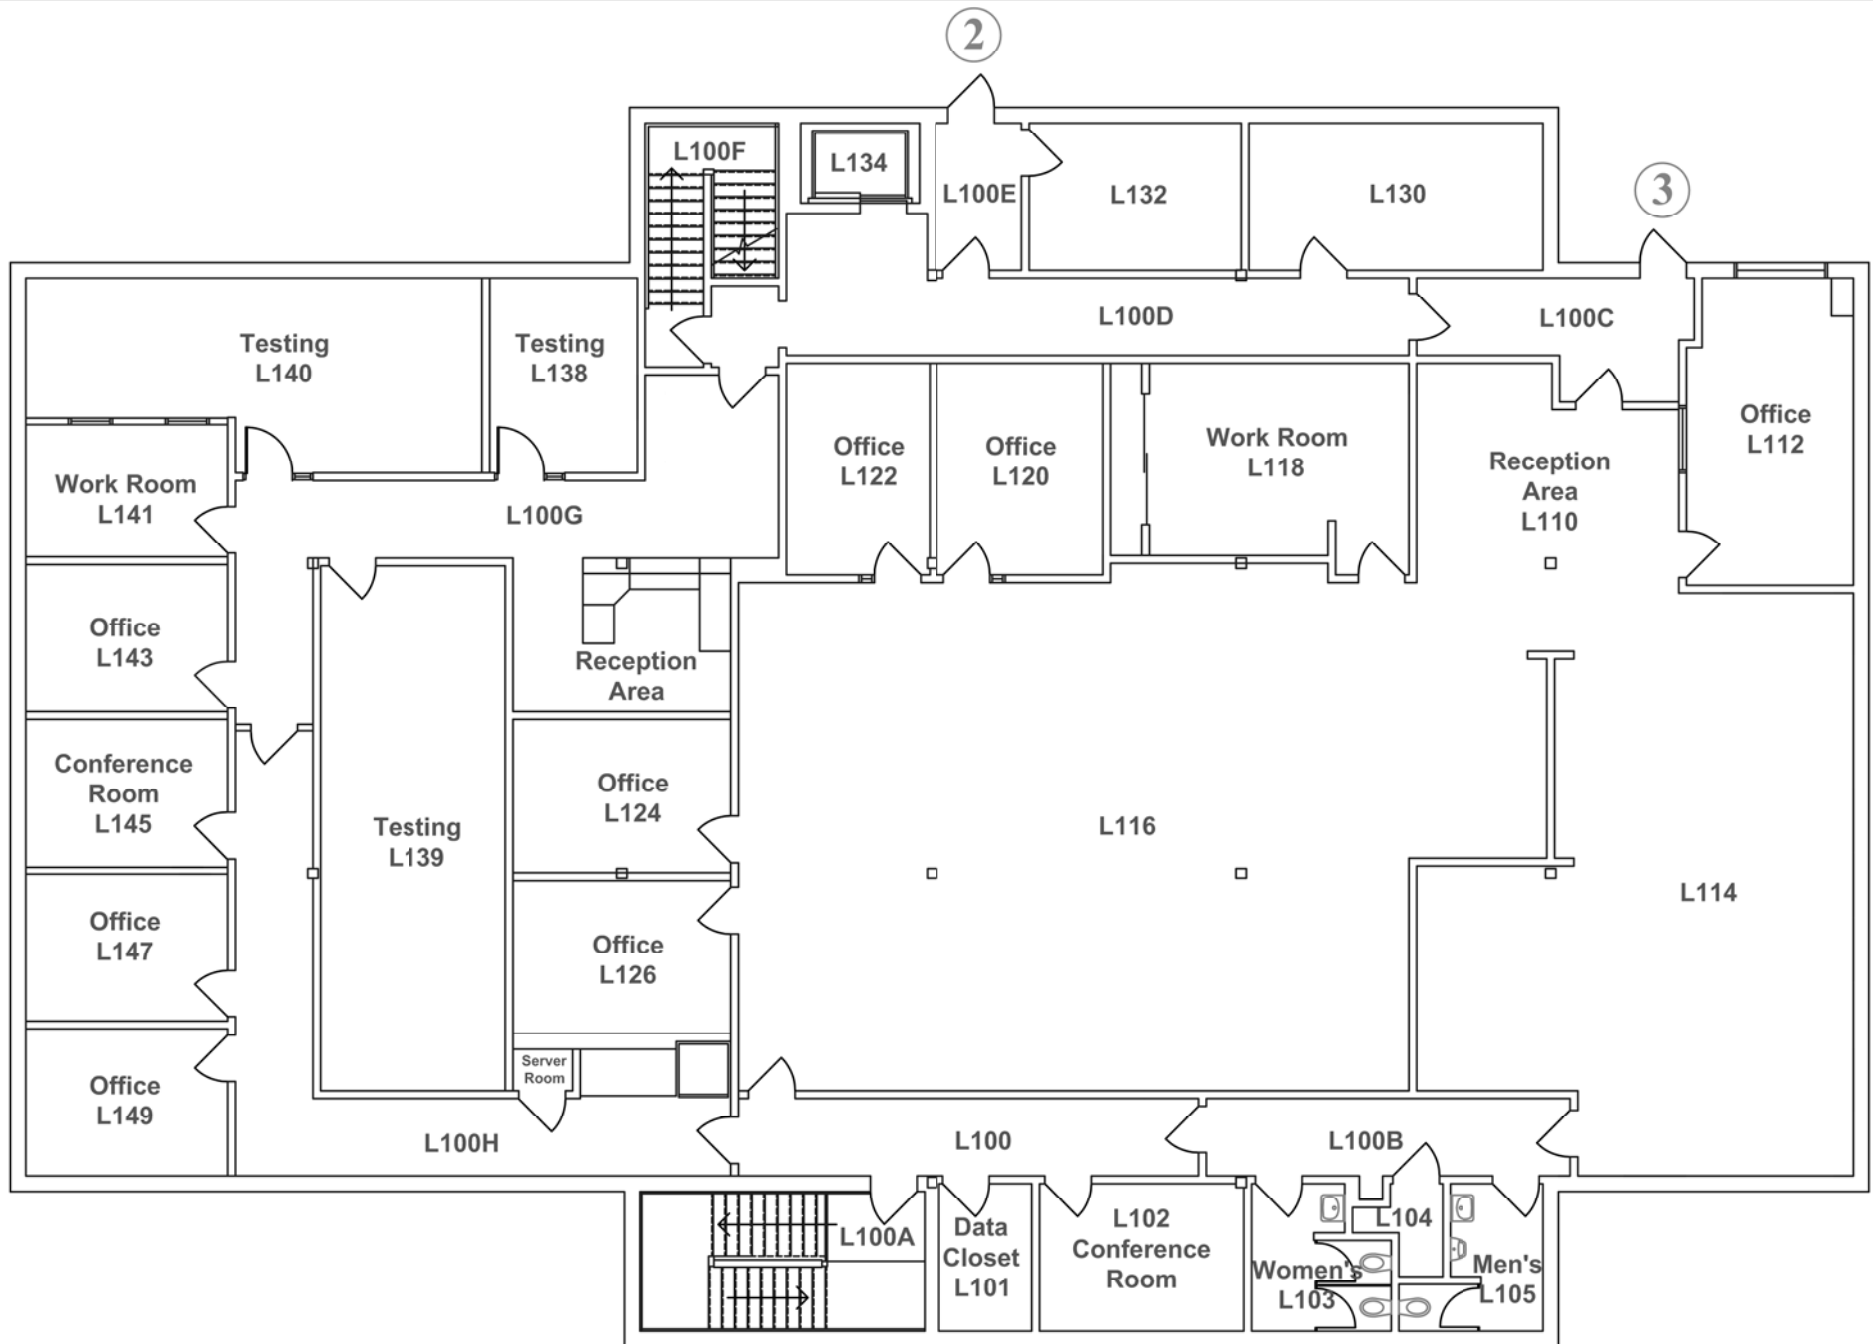 2
L100F
L134
L100E
L132
L130
3
L100D
L100C
Testing
L140
Testing
L138
Office
L112
Work Room
L141
L100G
Office
L122
Office
L120
Work Room
L118
Reception
Area
L110
Office
L143
Reception
Area
Conference
Room
L145
Office
L124
Testing
L139
L116
L114
Office
L147
Office
L126
Server
Room
Office
L149
L100H
L100
L100B
L100A
Data
Closet
L101
L102
Conference
Room
L104
Women's
L103
Men's
L105